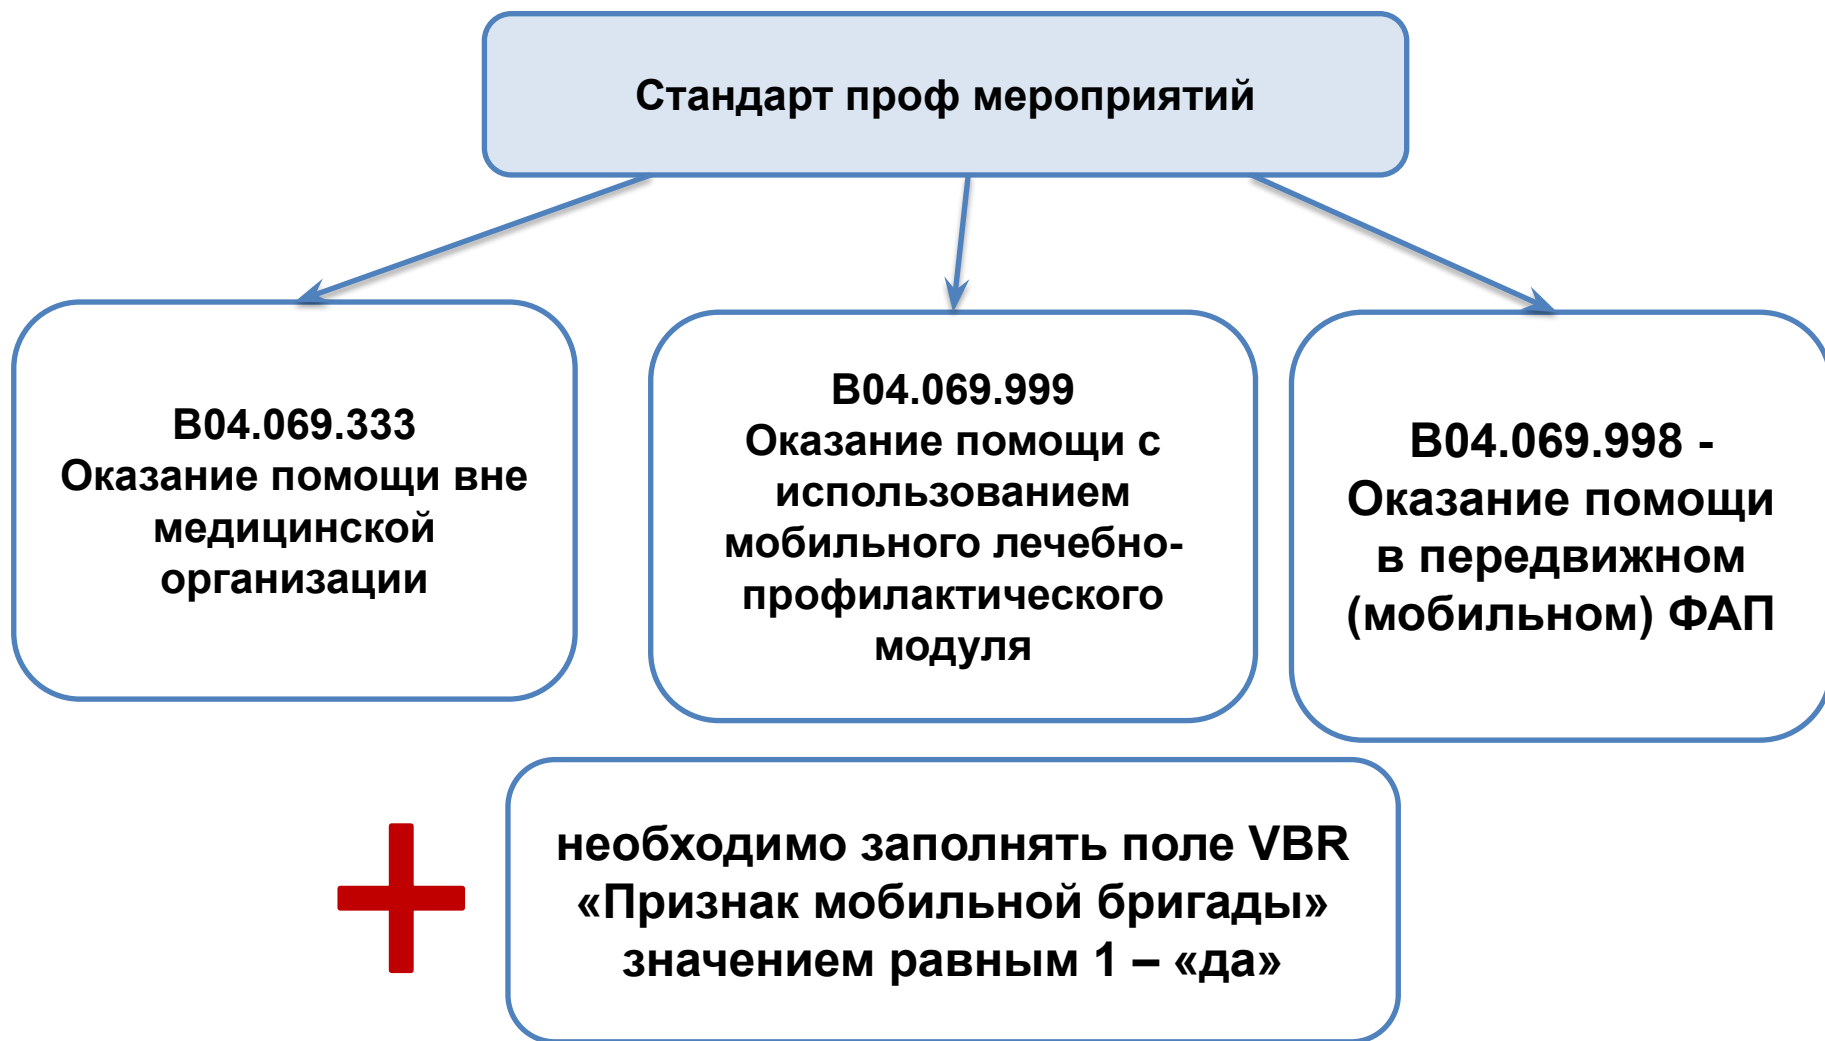 Стандарт проф мероприятий
В04.069.333
Оказание помощи вне
медицинской
организации
В04.069.999
Оказание помощи с
использованием
мобильного лечебно-
профилактического
модуля
В04.069.998 -
Оказание помощи
в передвижном
(мобильном) ФАП
необходимо заполнять поле VBR
«Признак мобильной бригады»
значением равным 1 – «да»